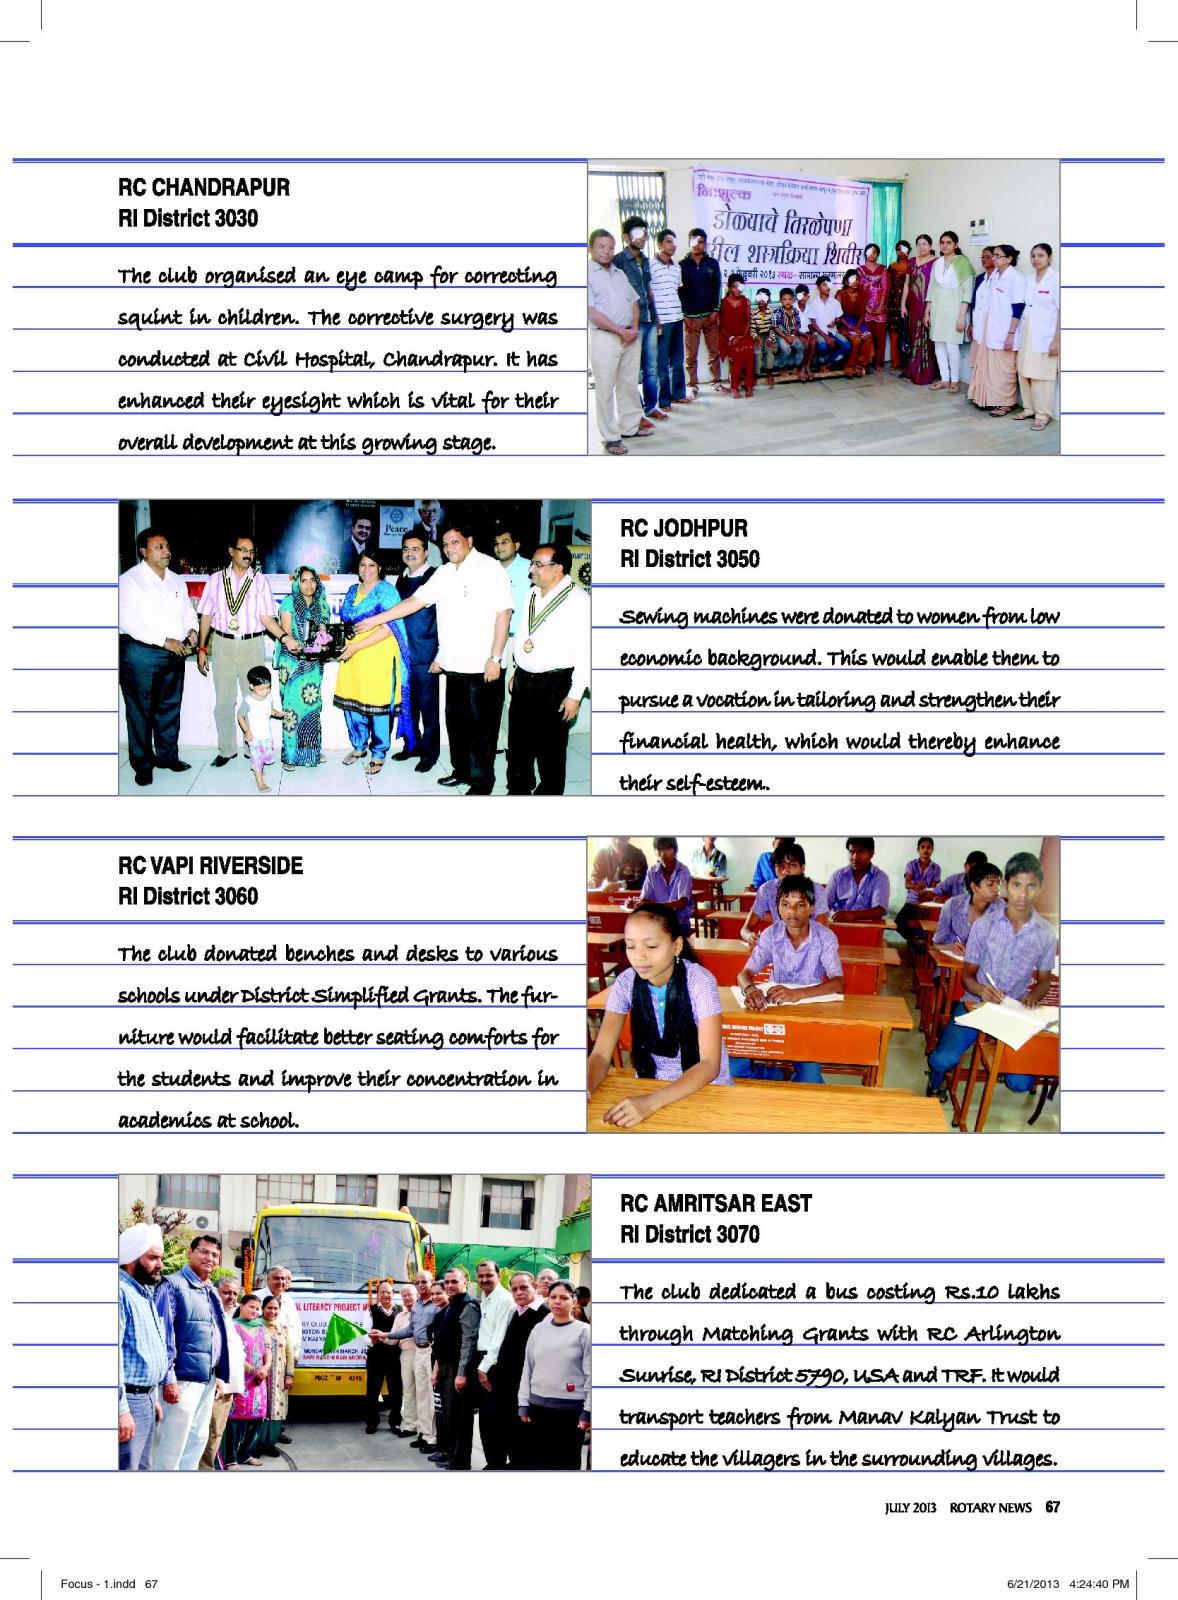 RC CHANDRAPUR
RI District 3030
The club organised an eye camp for correcting
squint in children. The corrective surgery was
conducted at Civil Hospital, Chandrapur. It has
enhanced their eyesight which is vital for their
overall development at this growing stage.
नि:शुल्क
डोळ्याचे तिरळेपणा
रील शस्त्रक्रिया शिबीर
Peace
RC JODHPUR
RI District 3050
Sewing machines were donated to women from low
economic background. This would enable them to
pursue a vocation in tailoring and strengthen their
financial health, which would thereby enhance
their self-esteem.
RC VAPI RIVERSIDE
RI District 3060
The club donated benches and desks to various
schools under District Simplified Grants. The fur-
niture would facilitate better seating comforts for
the students and improve their concentration in
academics at school.
RURAL LITERACY PROJECT
AL LITERACY PROJECT
RC AMRITSAR EAST
RI District 3070
The club dedicated a bus costing Rs.10 lakhs
through Matching Grants with RC Arlington
Sunrise, RI District 5790, USA and TRF. It would
transport teachers from Manav Kalyan Trust to
educate the villagers in the surrounding villages.
JULY 2013 ROTARY NEWS 67
Focus - 1.indd 67
6/21/2013 4:24:40 PM